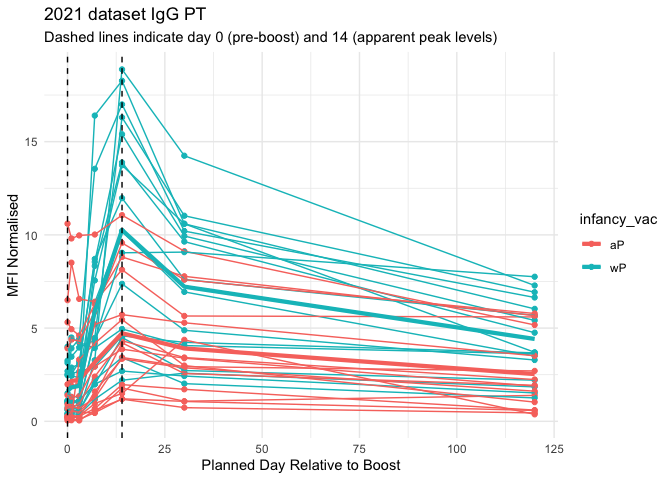 2021 dataset IgG PT
Dashed lines indicate day 0 (pre-boost) and 14 (apparent peak levels)
15
10
5
0
MFI Normalised
0
25
50
75
100
125
Planned Day Relative to Boost
infancy_vac
aP
wP